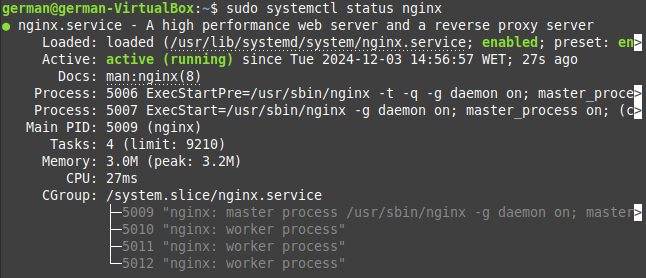 german@german-VirtualBox:~$ sudo systemctl status nginx
● nginx.service - A high performance web server and a reverse proxy server
Loaded: loaded (/usr/lib/systemd/system/nginx.service; enabled; preset: en>
Active: active (running) since Tue 2024-12-03 14:56:57 WET; 27s ago
Docs: man:nginx(8)
Process: 5006 ExecStartPre=/usr/sbin/nginx -t -q -g daemon on; master_proce>
Process: 5007 ExecStart=/usr/sbin/nginx -g daemon on; master_process on; (c>
Main PID: 5009 (nginx)
Tasks: 4 (limit: 9210)
Memory: 3.0M (peak: 3.2M)
CPU: 27ms
CGroup: /system.slice/nginx.service
├─5009 "nginx: master process /usr/sbin/nginx -g daemon on; master>
├─5010 "nginx: worker process"
├─5011 "nginx: worker process"
└─5012 "nginx: worker process"